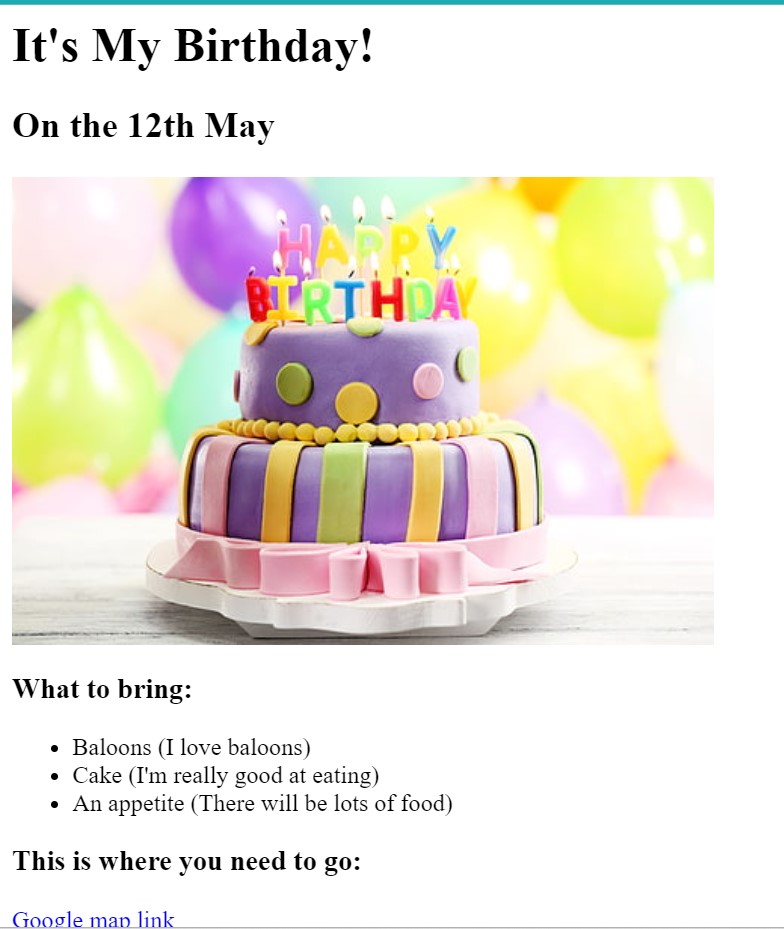 It's My Birthday!
On the 12th May
HAPPY
BIRTHDAY
What to bring:
Baloons (I love baloons)
Cake (I'm really good at eating)
An appetite (There will be lots of food)
This is where you need to go:
Google map link